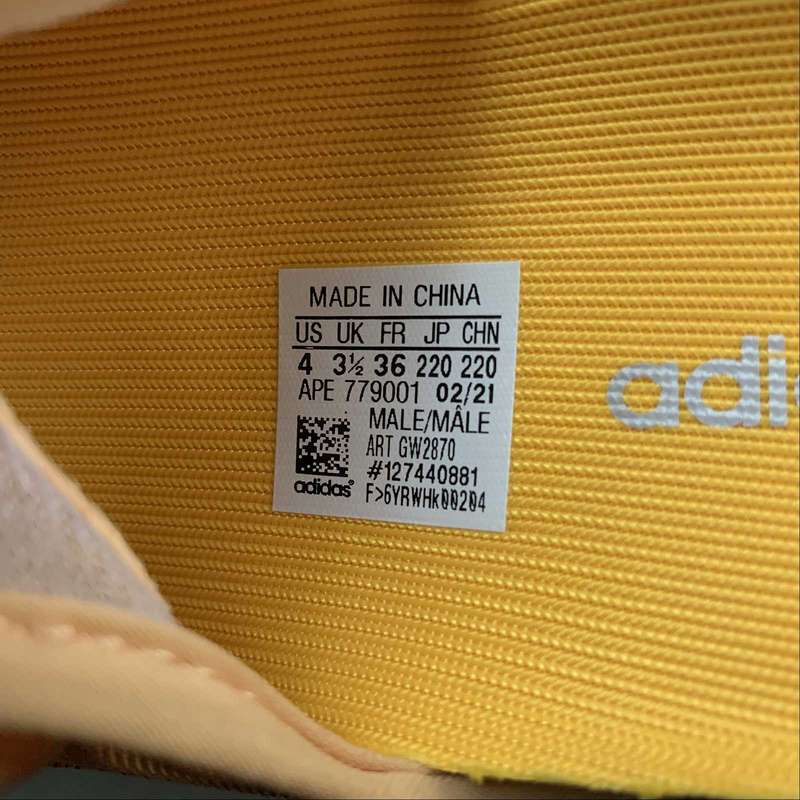 MADE IN CHINA
US UK FR JP CHN
4 3½ 36 220 220
APE 779001 02/21
MALE/MÂLE
ART GW2870
#127440881
adidas®
F>6YRWHk00204
adi